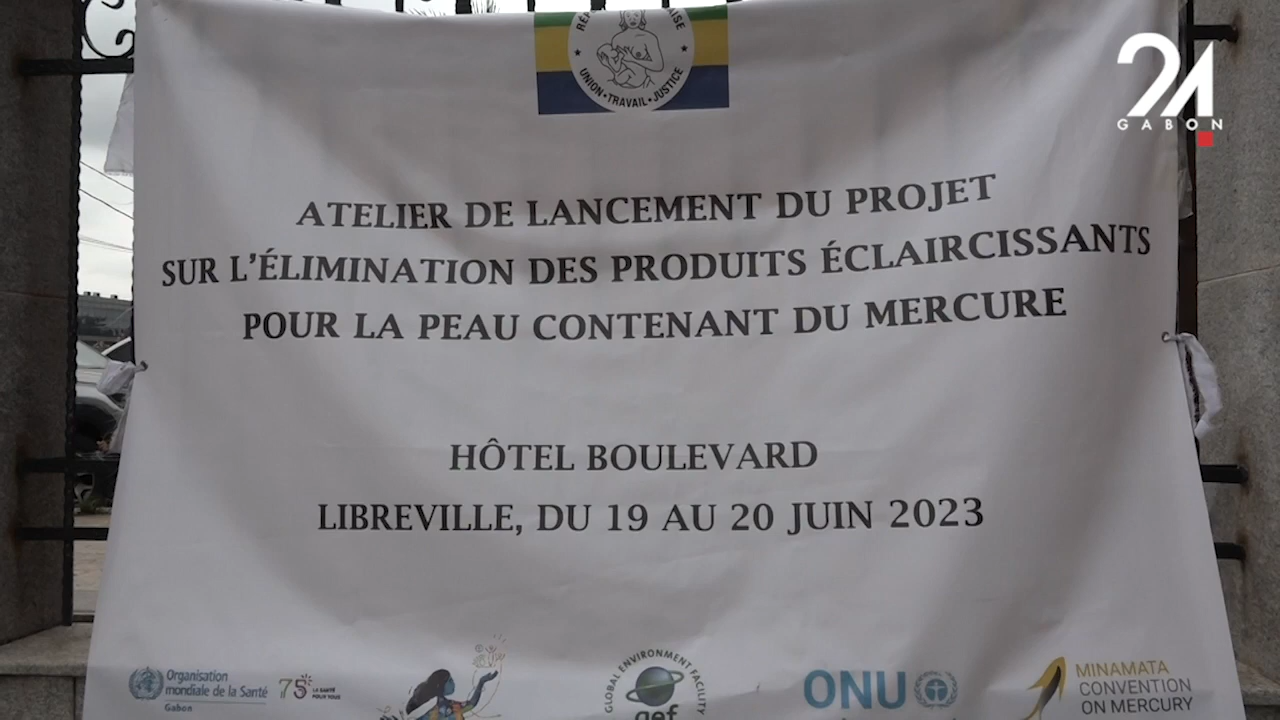 UNION • TRAVAIL • JUSTICE
24
GABON
ATELIER DE LANCEMENT DU PROJET
SUR L'ÉLIMINATION DES PRODUITS ÉCLAIRCISSANTS
POUR LA PEAU CONTENANT DU MERCURE
HÔTEL BOULEVARD
LIBREVILLE, DU 19 AU 20 JUIN 2023
Organisation
mondiale de la Santé
Gabon
75
LA SANTÉ
POUR TOUS
GLOBAL ENVIRONMENT FACILITY
gef
ONU
MINAMATA
CONVENTION
ON MERCURY